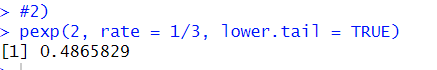 > #2)
> pexp(2, rate = 1/3, lower.tail = TRUE)
[1] 0.4865829
>